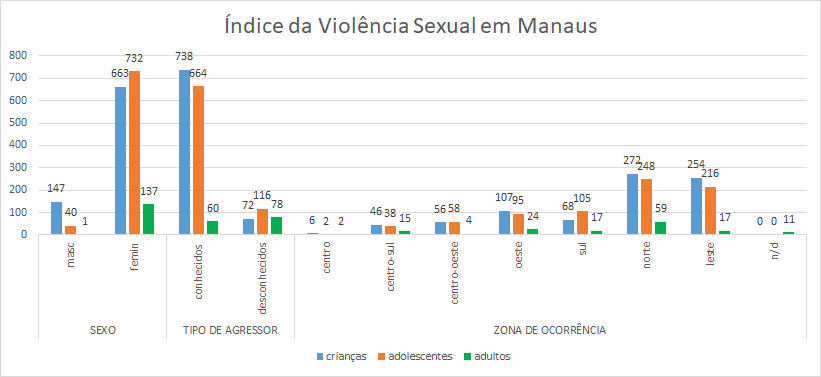 Índice da Violência Sexual em Manaus
800
700
600
500
400
300
200
100
0
147 40 1
663 732 137
738 664 60
72 116 78
6 2 2
46 38 15
56 58 4
107 95 24
68 105 17
272 248 59
254 216 17
0 0 11
masc femin conhecidos desconhecidos centro centro-sul centro-oeste oeste sul norte leste n/d
SEXO TIPO DE AGRESSOR ZONA DE OCORRÊNCIA
crianças adolescentes adultos